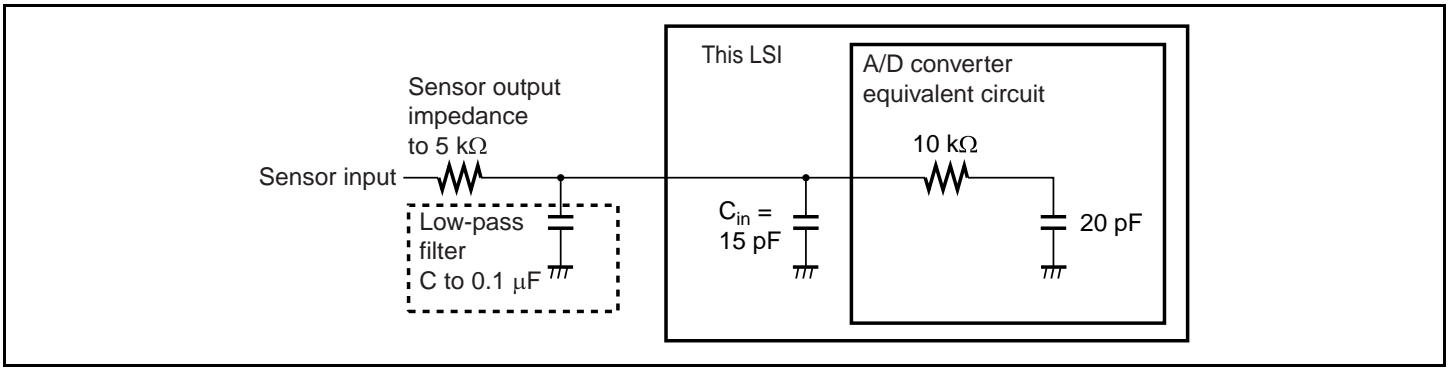 This LSI
A/D converter
equivalent circuit
Sensor output
impedance
to 5 kΩ
10 kΩ
Sensor input
Low-pass
filter
C to 0.1 μF
Cin =
15 pF
20 pF